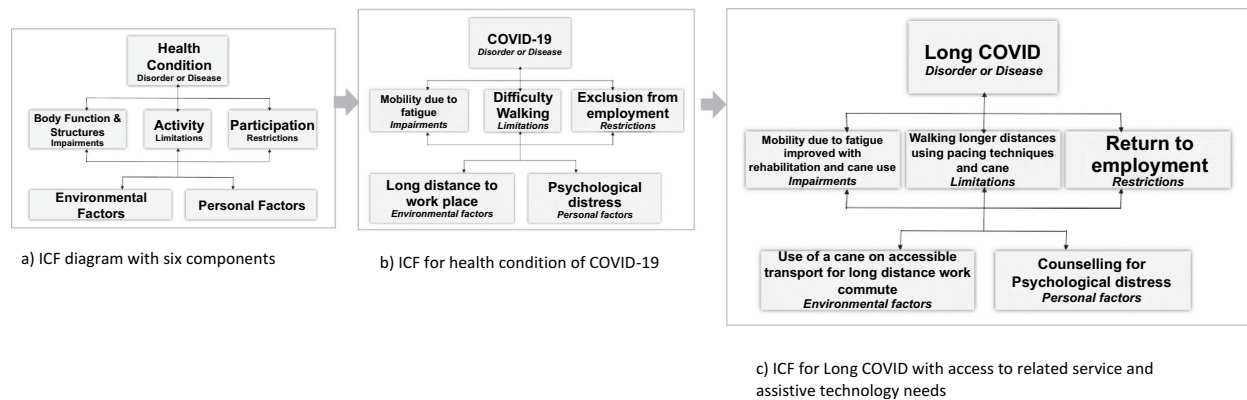 Health
Condition
Disorder or Disease
Body Function &
Structures
Impairments
Activity
Limitations
Participation
Restrictions
Environmental
Factors
Personal Factors
a) ICF diagram with six components
COVID-19
Disorder or Disease
Mobility due to
fatigue
Impairments
Difficulty
Walking
Limitations
Exclusion from
employment
Restrictions
Long distance to
work place
Environmental factors
Psychological
distress
Personal factors
b) ICF for health condition of COVID-19
Long COVID
Disorder or Disease
Mobility due to fatigue
improved with
rehabilitation and cane use
Impairments
Walking longer distances
using pacing techniques
and cane
Limitations
Return to
employment
Restrictions
Use of a cane on accessible
transport for long distance work
commute
Environmental factors
Counselling for
Psychological distress
Personal factors
c) ICF for Long COVID with access to related service and
assistive technology needs